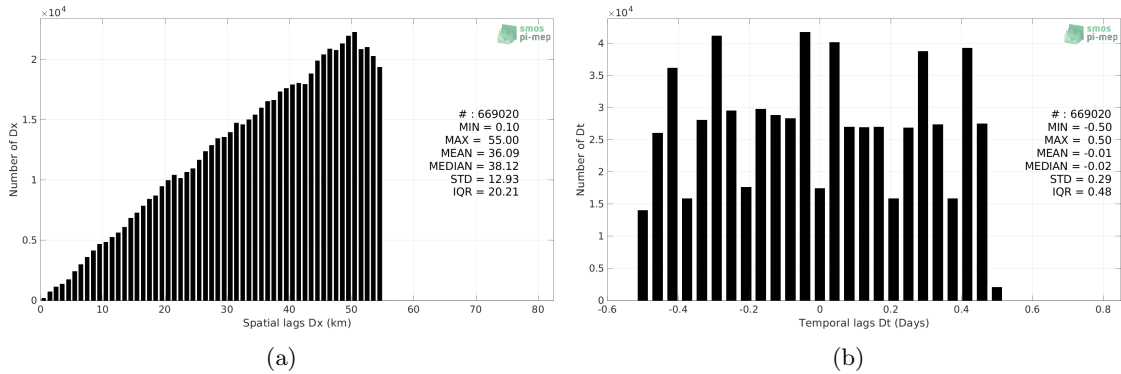 ×10⁴
2
1.5
1
0.5
0
Number of Dx
0 10 20 30 40 50 60 70 80
Spatial lags Dx (km)
smos
pi-mep
# : 669020
MIN = 0.10
MAX = 55.00
MEAN = 36.09
MEDIAN = 38.12
STD = 12.93
IQR = 20.21
(a)
×10⁴
4
3.5
3
2.5
2
1.5
1
0.5
0
Number of Dt
-0.6 -0.4 -0.2 0 0.2 0.4 0.6 0.8
Temporal lags Dt (Days)
smos
pi-mep
# : 669020
MIN = -0.50
MAX = 0.50
MEAN = -0.01
MEDIAN = -0.02
STD = 0.29
IQR = 0.48
(b)